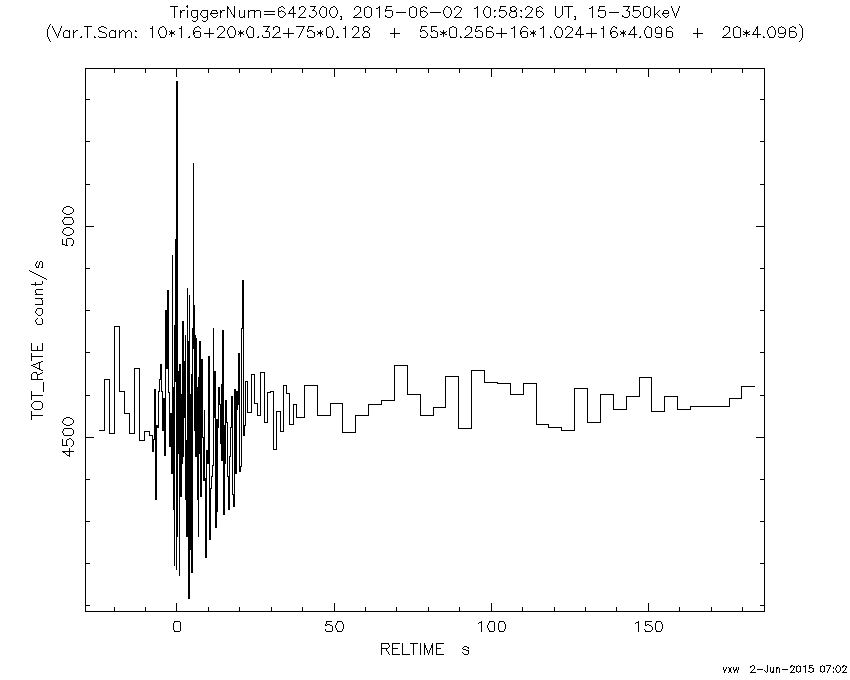 TriggerNum=642300, 2015-06-02 10:58:26 UT, 15-350keV
(Var.T.Sam: 10*1.6+20*0.32+75*0.128 + 55*0.256+16*1.024+16*4.096 + 20*4.096)
5000
4500
TOT_RATE count/s
0 50 100 150
RELTIME s
vxw 2-Jun-2015 07:02